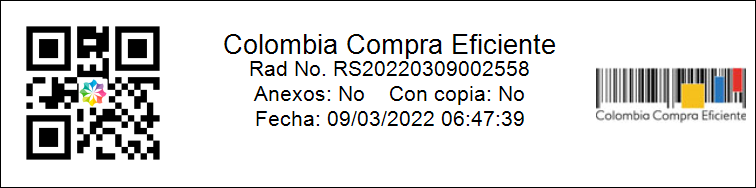 Colombia Compra Eficiente
Rad No. RS20220309002558
Anexos: No Con copia: No
Fecha: 09/03/2022 06:47:39
Colombia Compra Eficiente